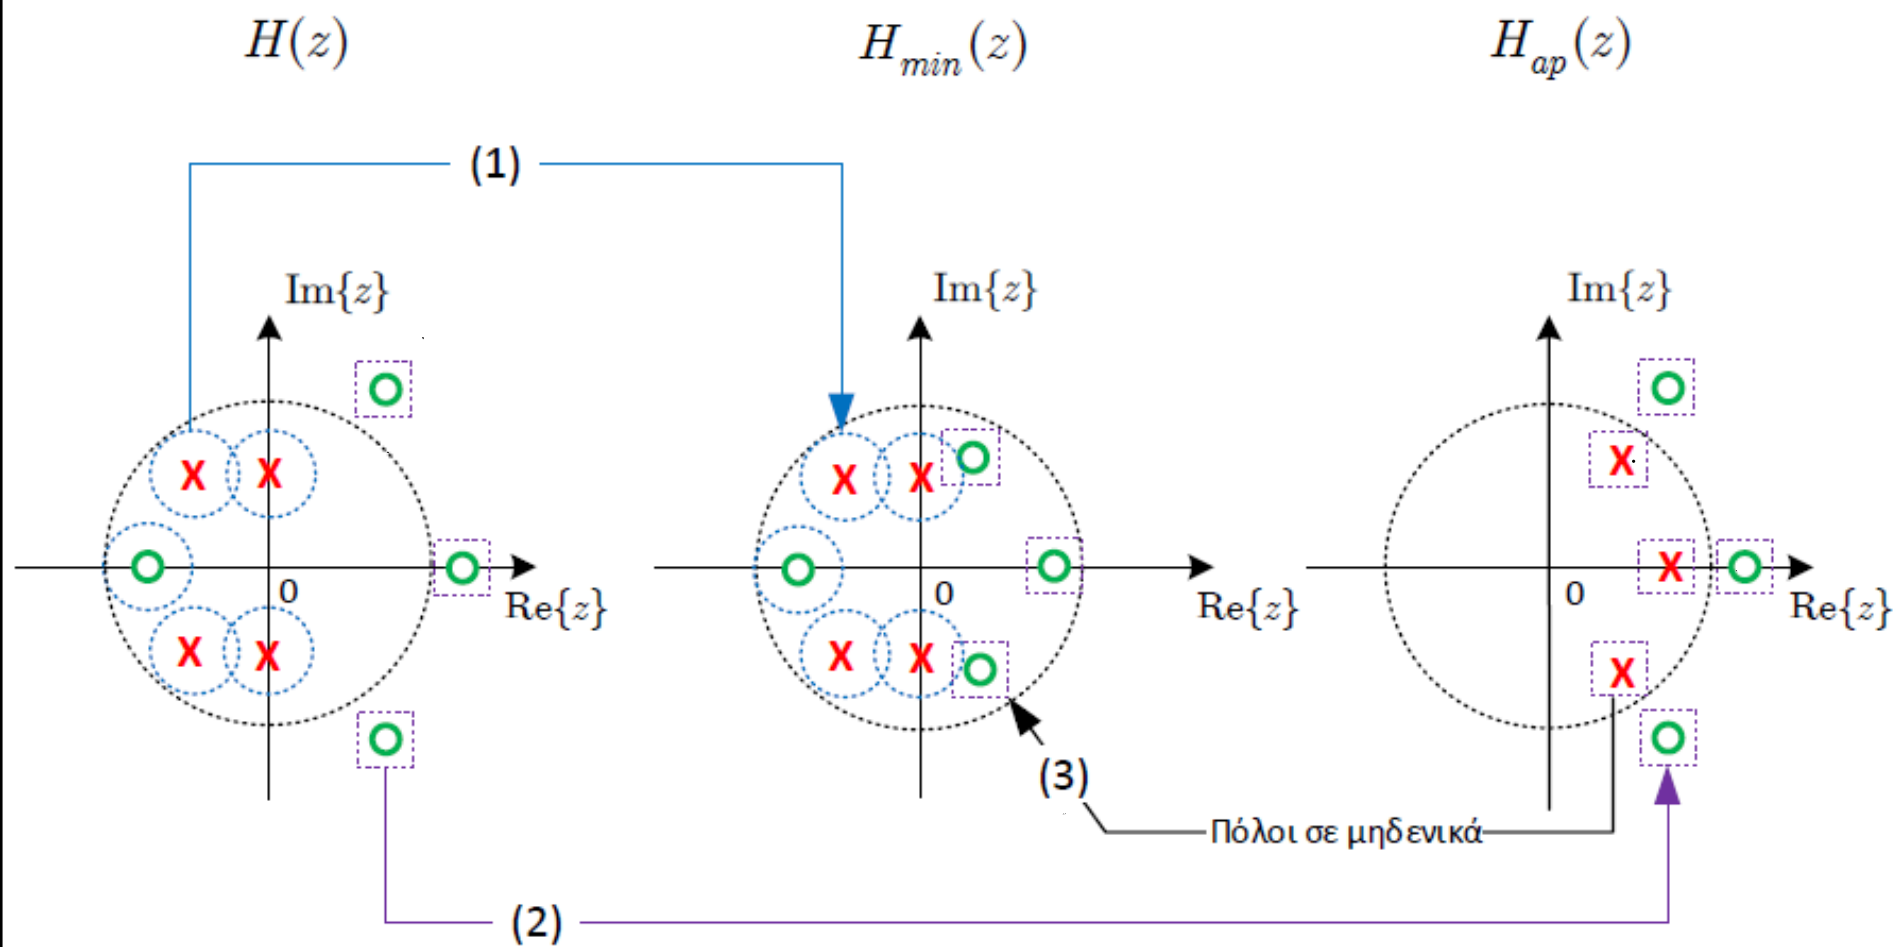 H(z)
H_min(z)
H_ap(z)
(1)
Im{z}
Im{z}
Im{z}
X X
X X
X
0
Re{z}
0
Re{z}
X
0
Re{z}
X X
X X
X
(3)
Πόλοι σε μηδενικά
(2)